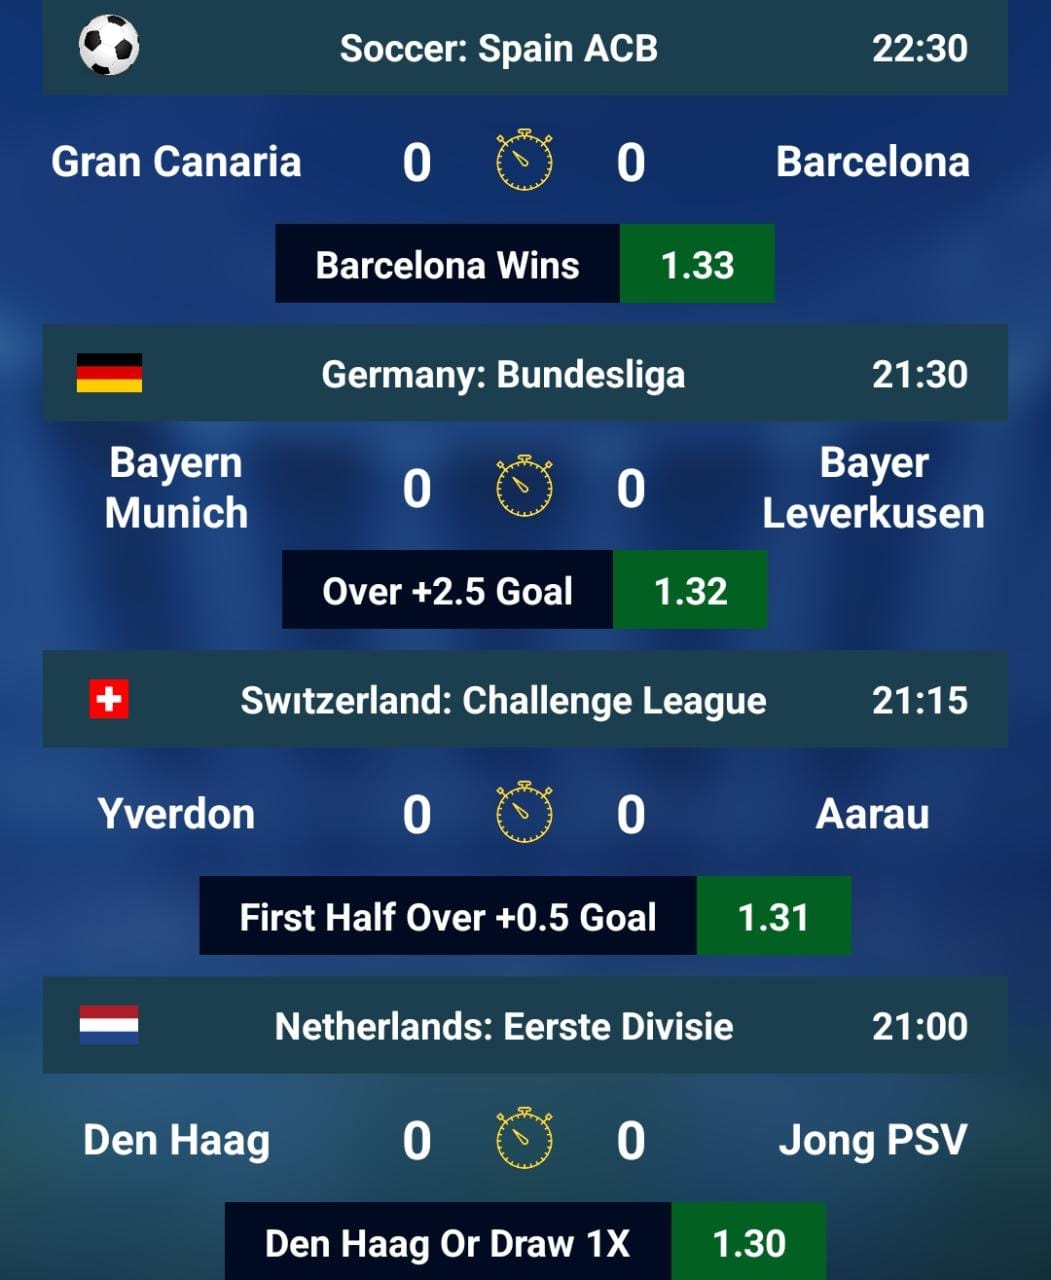 Soccer: Spain ACB 22:30
Gran Canaria 0 0 Barcelona
Barcelona Wins 1.33
Germany: Bundesliga 21:30
Bayern Munich 0 0 Bayer Leverkusen
Over +2.5 Goal 1.32
Swıtzerland: Challenge League 21:15
Yverdon 0 0 Aarau
First Half Over +0.5 Goal 1.31
Netherlands: Eerste Divisie 21:00
Den Haag 0 0 Jong PSV
Den Haag Or Draw 1X 1.30